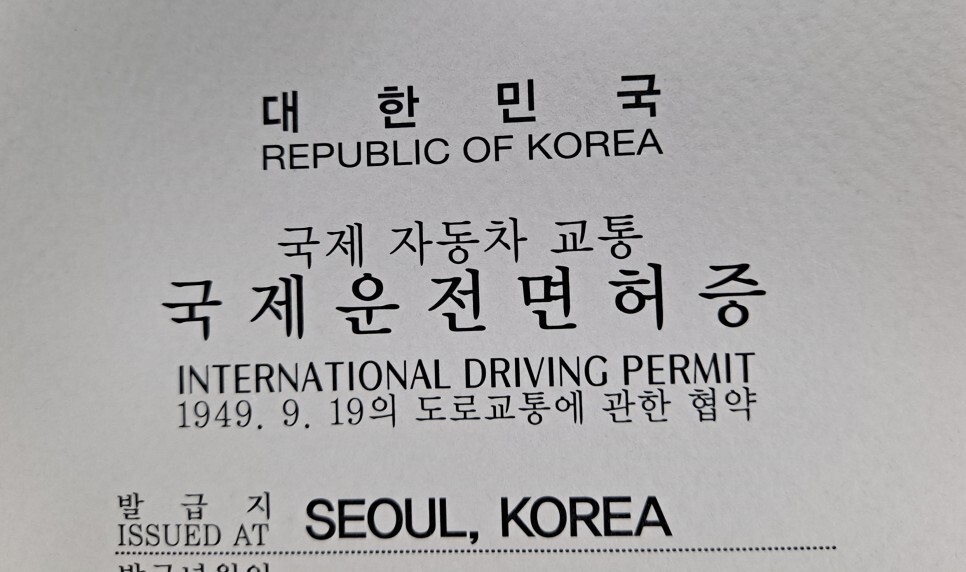 대 한 민 국
REPUBLIC OF KOREA
국제 자동차 교통
국 제 운 전 면 허 증
INTERNATIONAL DRIVING PERMIT
1949. 9. 19의 도로교통에 관한 협약
발 급 지
ISSUED AT SEOUL, KOREA